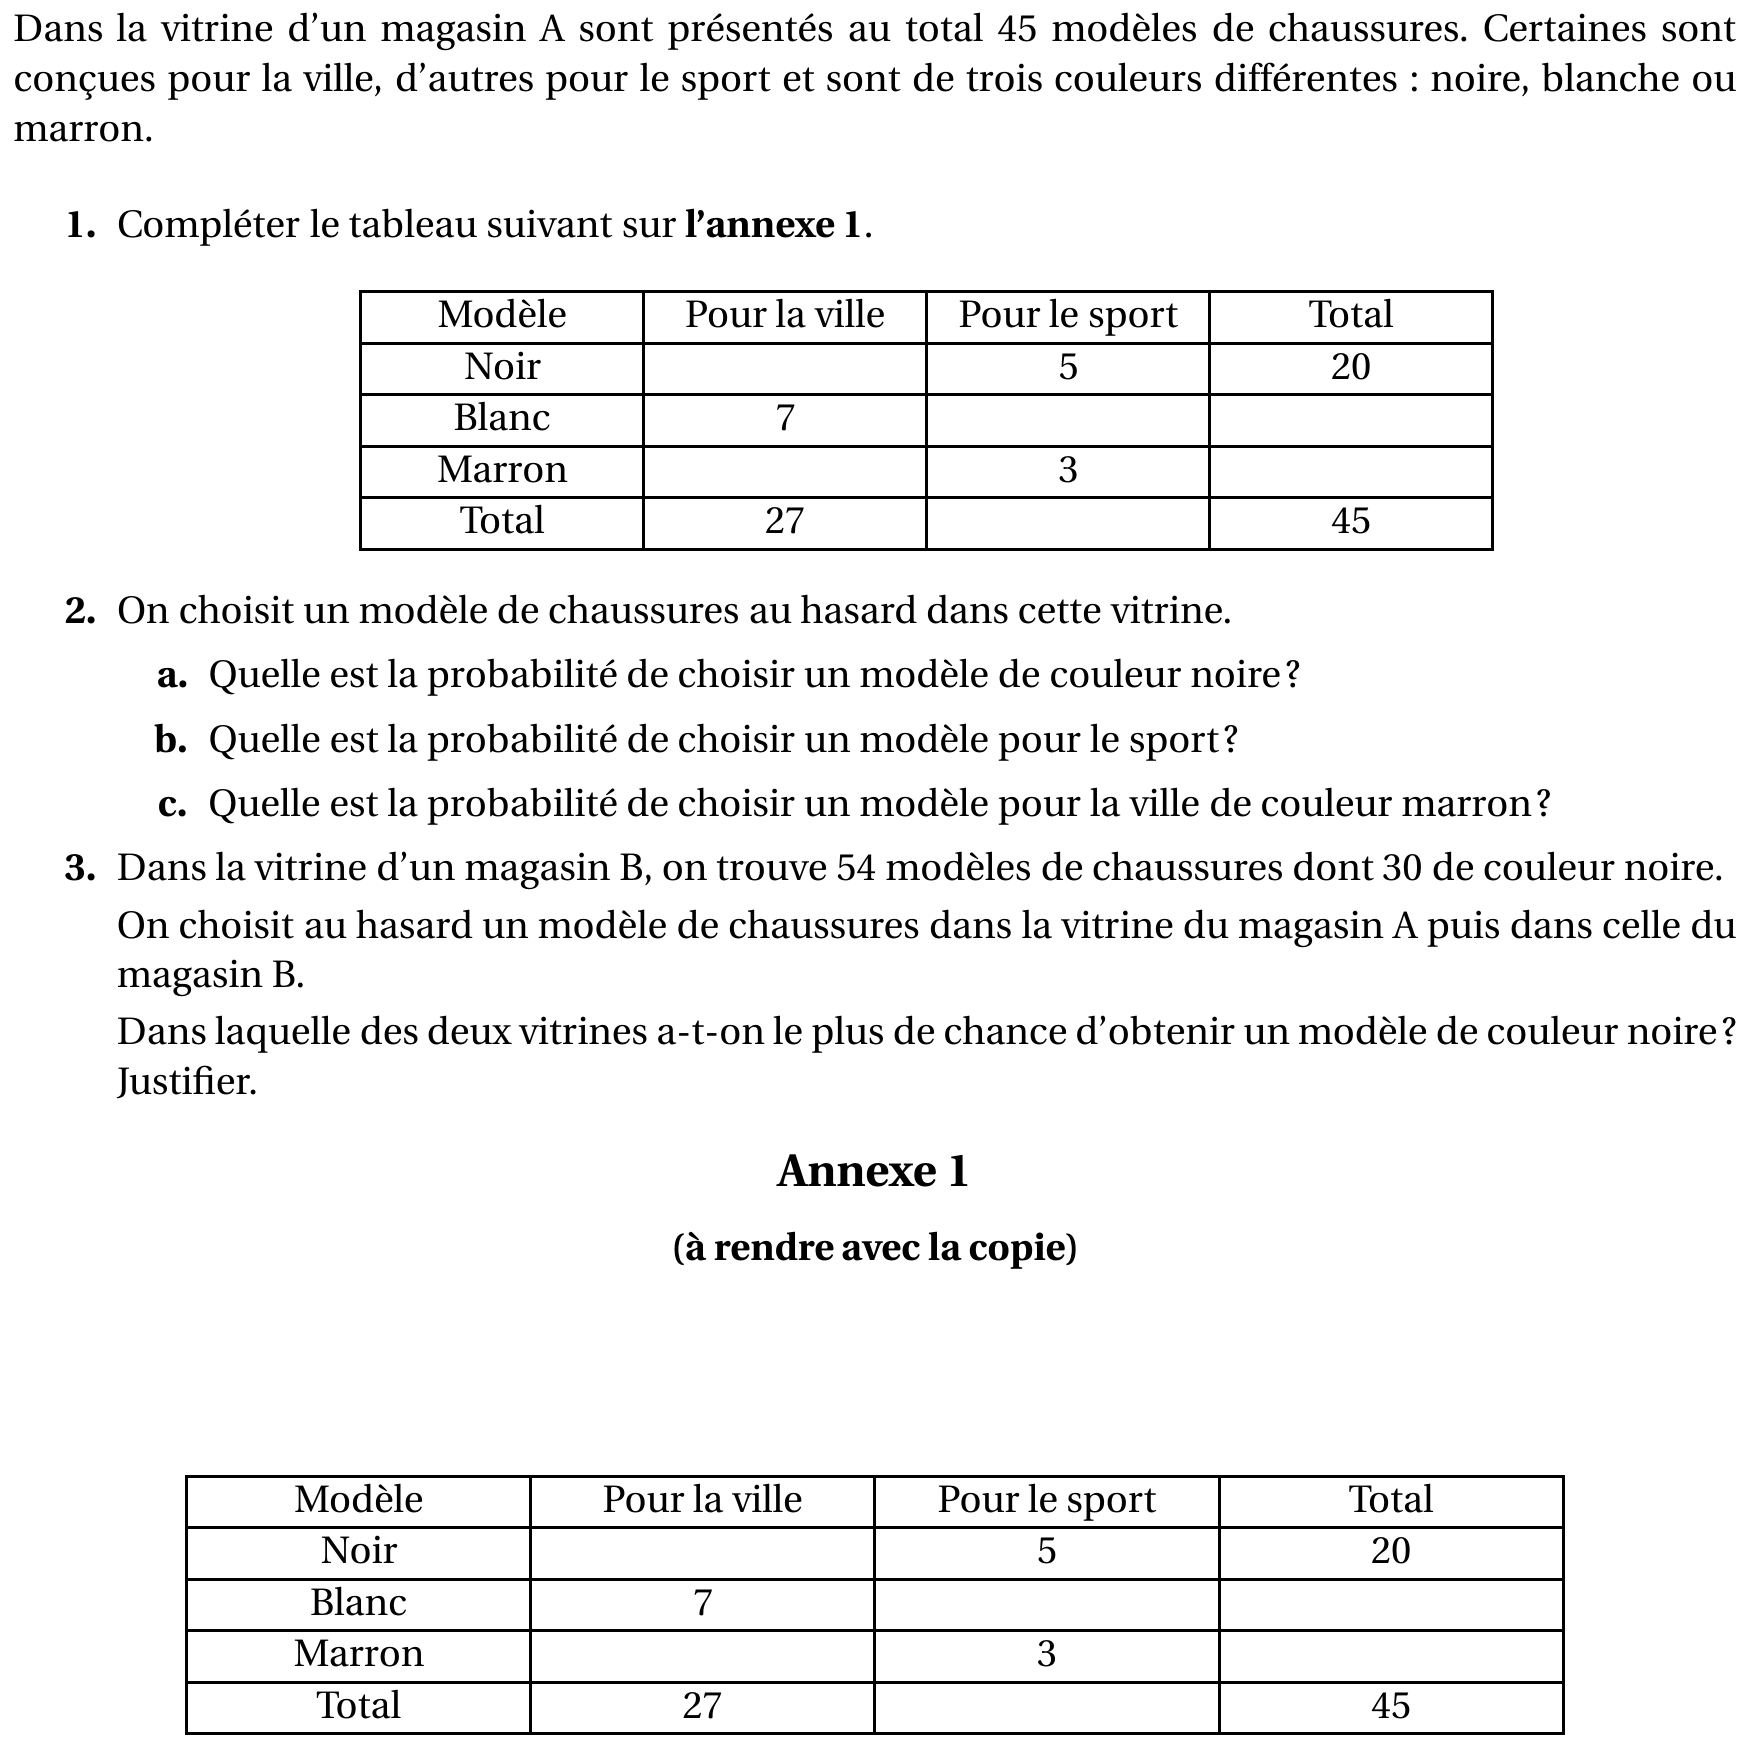 Dans la vitrine d’un magasin A sont présentés au total 45 modèles de chaussures. Certaines sont
conçues pour la ville, d’autres pour le sport et sont de trois couleurs différentes : noire, blanche ou
marron.
1. Compléter le tableau suivant sur l’annexe 1.
Modèle Pour la ville Pour le sport Total
Noir 5 20
Blanc 7
Marron 3
Total 27 45
2. On choisit un modèle de chaussures au hasard dans cette vitrine.
a. Quelle est la probabilité de choisir un modèle de couleur noire ?
b. Quelle est la probabilité de choisir un modèle pour le sport ?
c. Quelle est la probabilité de choisir un modèle pour la ville de couleur marron ?
3. Dans la vitrine d’un magasin B, on trouve 54 modèles de chaussures dont 30 de couleur noire.
On choisit au hasard un modèle de chaussures dans la vitrine du magasin A puis dans celle du
magasin B.
Dans laquelle des deux vitrines a-t-on le plus de chance d’obtenir un modèle de couleur noire ?
Justifier.
Annexe 1
(à rendre avec la copie)
Modèle Pour la ville Pour le sport Total
Noir 5 20
Blanc 7
Marron 3
Total 27 45